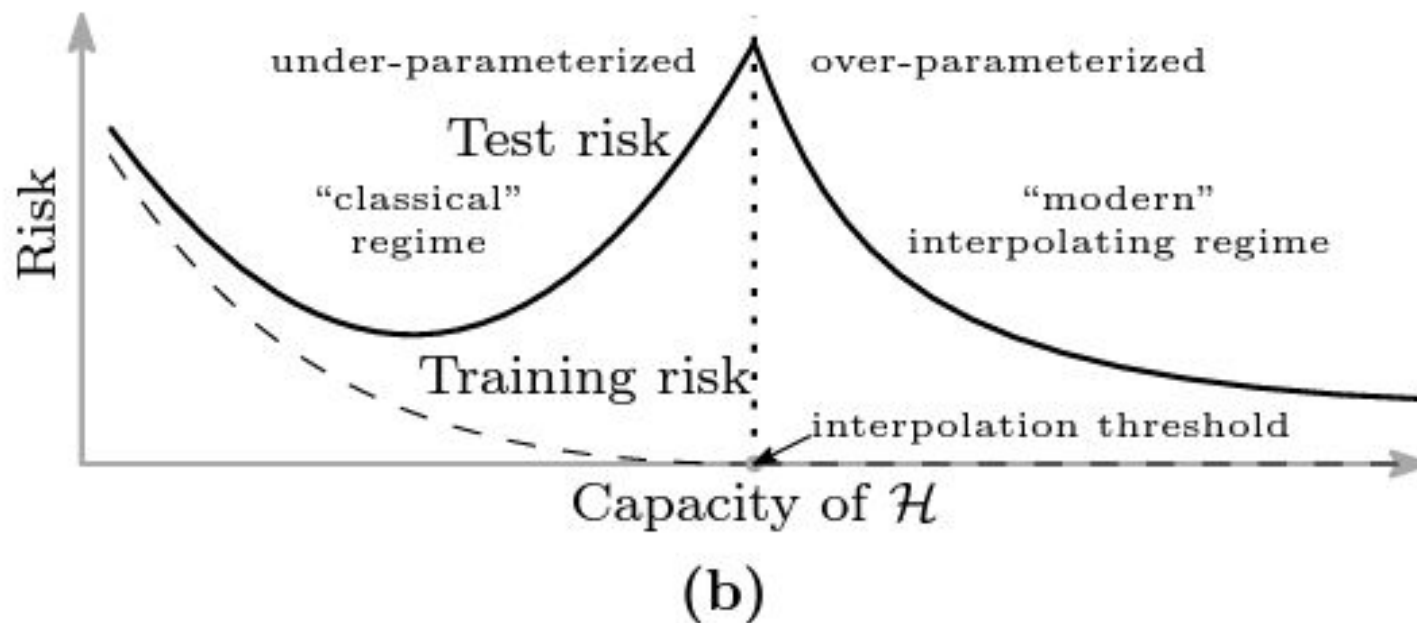 under-parameterized
over-parameterized
Test risk
“classical”
regime
“modern”
interpolating regime
Risk
Training risk
interpolation threshold
Capacity of ℋ
(b)